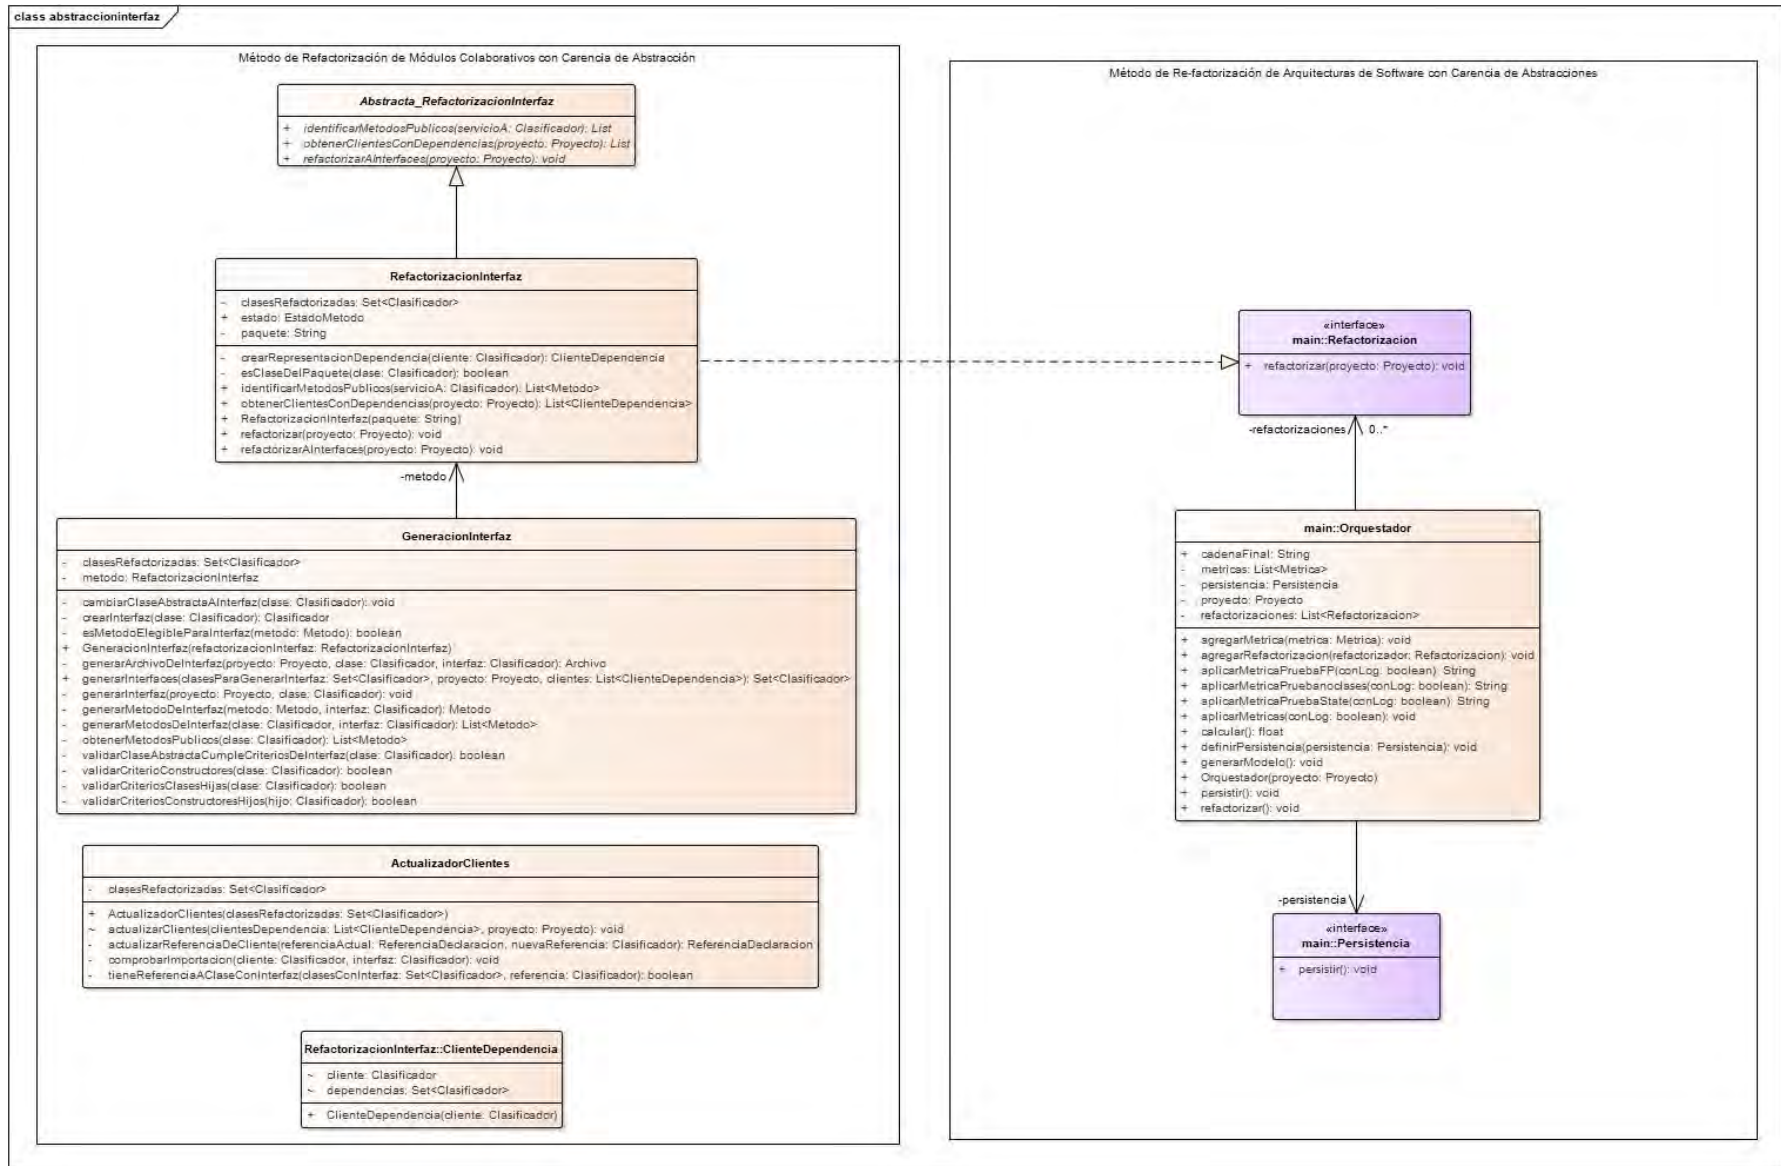 class abstraccioninterfaz
Método de Refactorización de Módulos Colaborativos con Carencia de Abstracción
Abstracta_RefactorizacionInterfaz
+ identificarMetodosPublicos(servicioA: Clasificador): List
+ obtenerClientesConDependencias(proyecto: Proyecto): List
+ refactorizarAInterfaces(proyecto: Proyecto): void
RefactorizacionInterfaz
- clasesRefactorizadas: Set<Clasificador>
+ estado: EstadoMetodo
- paquete: String
- crearRepresentacionDependencia(cliente: Clasificador): ClienteDependencia
- esClaseDelPaquete(clase: Clasificador): boolean
+ identificarMetodosPublicos(servicioA: Clasificador): List<Metodo>
+ obtenerClientesConDependencias(proyecto: Proyecto): List<ClienteDependencia>
+ RefactorizacionInterfaz(paquete: String)
+ refactorizar(proyecto: Proyecto): void
+ refactorizarAInterfaces(proyecto: Proyecto): void
-metodo
GeneracionInterfaz
- clasesRefactorizadas: Set<Clasificador>
- metodo: RefactorizacionInterfaz
- cambiarClaseAbstractaAInterfaz(clase: Clasificador): void
- crearInterfaz(clase: Clasificador): Clasificador
- esMetodoElegibleParaInterfaz(metodo: Metodo): boolean
+ GeneracionInterfaz(refactorizacionInterfaz: RefactorizacionInterfaz)
- generarArchivoDeInterfaz(proyecto: Proyecto, clase: Clasificador, interfaz: Clasificador): Archivo
+ generarInterfaces(clasesParaGenerarInterfaz: Set<Clasificador>, proyecto: Proyecto, clientes: List<ClienteDependencia>): Set<Clasificador>
- generarInterfaz(proyecto: Proyecto, clase: Clasificador): void
- generarMetodoDeInterfaz(metodo: Metodo, interfaz: Clasificador): Metodo
- generarMetodosDeInterfaz(clase: Clasificador, interfaz: Clasificador): List<Metodo>
- obtenerMetodosPublicos(clase: Clasificador): List<Metodo>
- validarClaseAbstractaCumpleCriteriosDeInterfaz(clase: Clasificador): boolean
- validarCriterioConstructores(clase: Clasificador): boolean
- validarCriteriosClasesHijas(clase: Clasificador): boolean
- validarCriteriosConstructoresHijos(hijo: Clasificador): boolean
ActualizadorClientes
- clasesRefactorizadas: Set<Clasificador>
+ ActualizadorClientes(clasesRefactorizadas: Set<Clasificador>)
~ actualizarClientes(clientesDependencia: List<ClienteDependencia>, proyecto: Proyecto): void
- actualizarReferenciaDeCliente(referenciaActual: ReferenciaDeclaracion, nuevaReferencia: Clasificador): ReferenciaDeclaracion
- comprobarImportacion(cliente: Clasificador, interfaz: Clasificador): void
- tieneReferenciaAClaseConInterfaz(clasesConInterfaz: Set<Clasificador>, referencia: Clasificador): boolean
RefactorizacionInterfaz::ClienteDependencia
~ cliente: Clasificador
~ dependencias: Set<Clasificador>
+ ClienteDependencia(cliente: Clasificador)
Método de Re-factorización de Arquitecturas de Software con Carencia de Abstracciones
«interface»
main::Refactorizacion
+ refactorizar(proyecto: Proyecto): void
-refactorizaciones 0..*
main::Orquestador
+ cadenaFinal: String
- metricas: List<Metrica>
- persistencia: Persistencia
- proyecto: Proyecto
- refactorizaciones: List<Refactorizacion>
+ agregarMetrica(metrica: Metrica): void
+ agregarRefactorizacion(refactorizador: Refactorizacion): void
+ aplicarMetricaPruebaFP(conLog: boolean): String
+ aplicarMetricaPruebanoclases(conLog: boolean): String
+ aplicarMetricaPruebaState(conLog: boolean): String
+ aplicarMetricas(conLog: boolean): void
+ calcular(): float
+ definirPersistencia(persistencia: Persistencia): void
+ generarModelo(): void
+ Orquestador(proyecto: Proyecto)
+ persistir(): void
+ refactorizar(): void
-persistencia
«interface»
main::Persistencia
+ persistir(): void